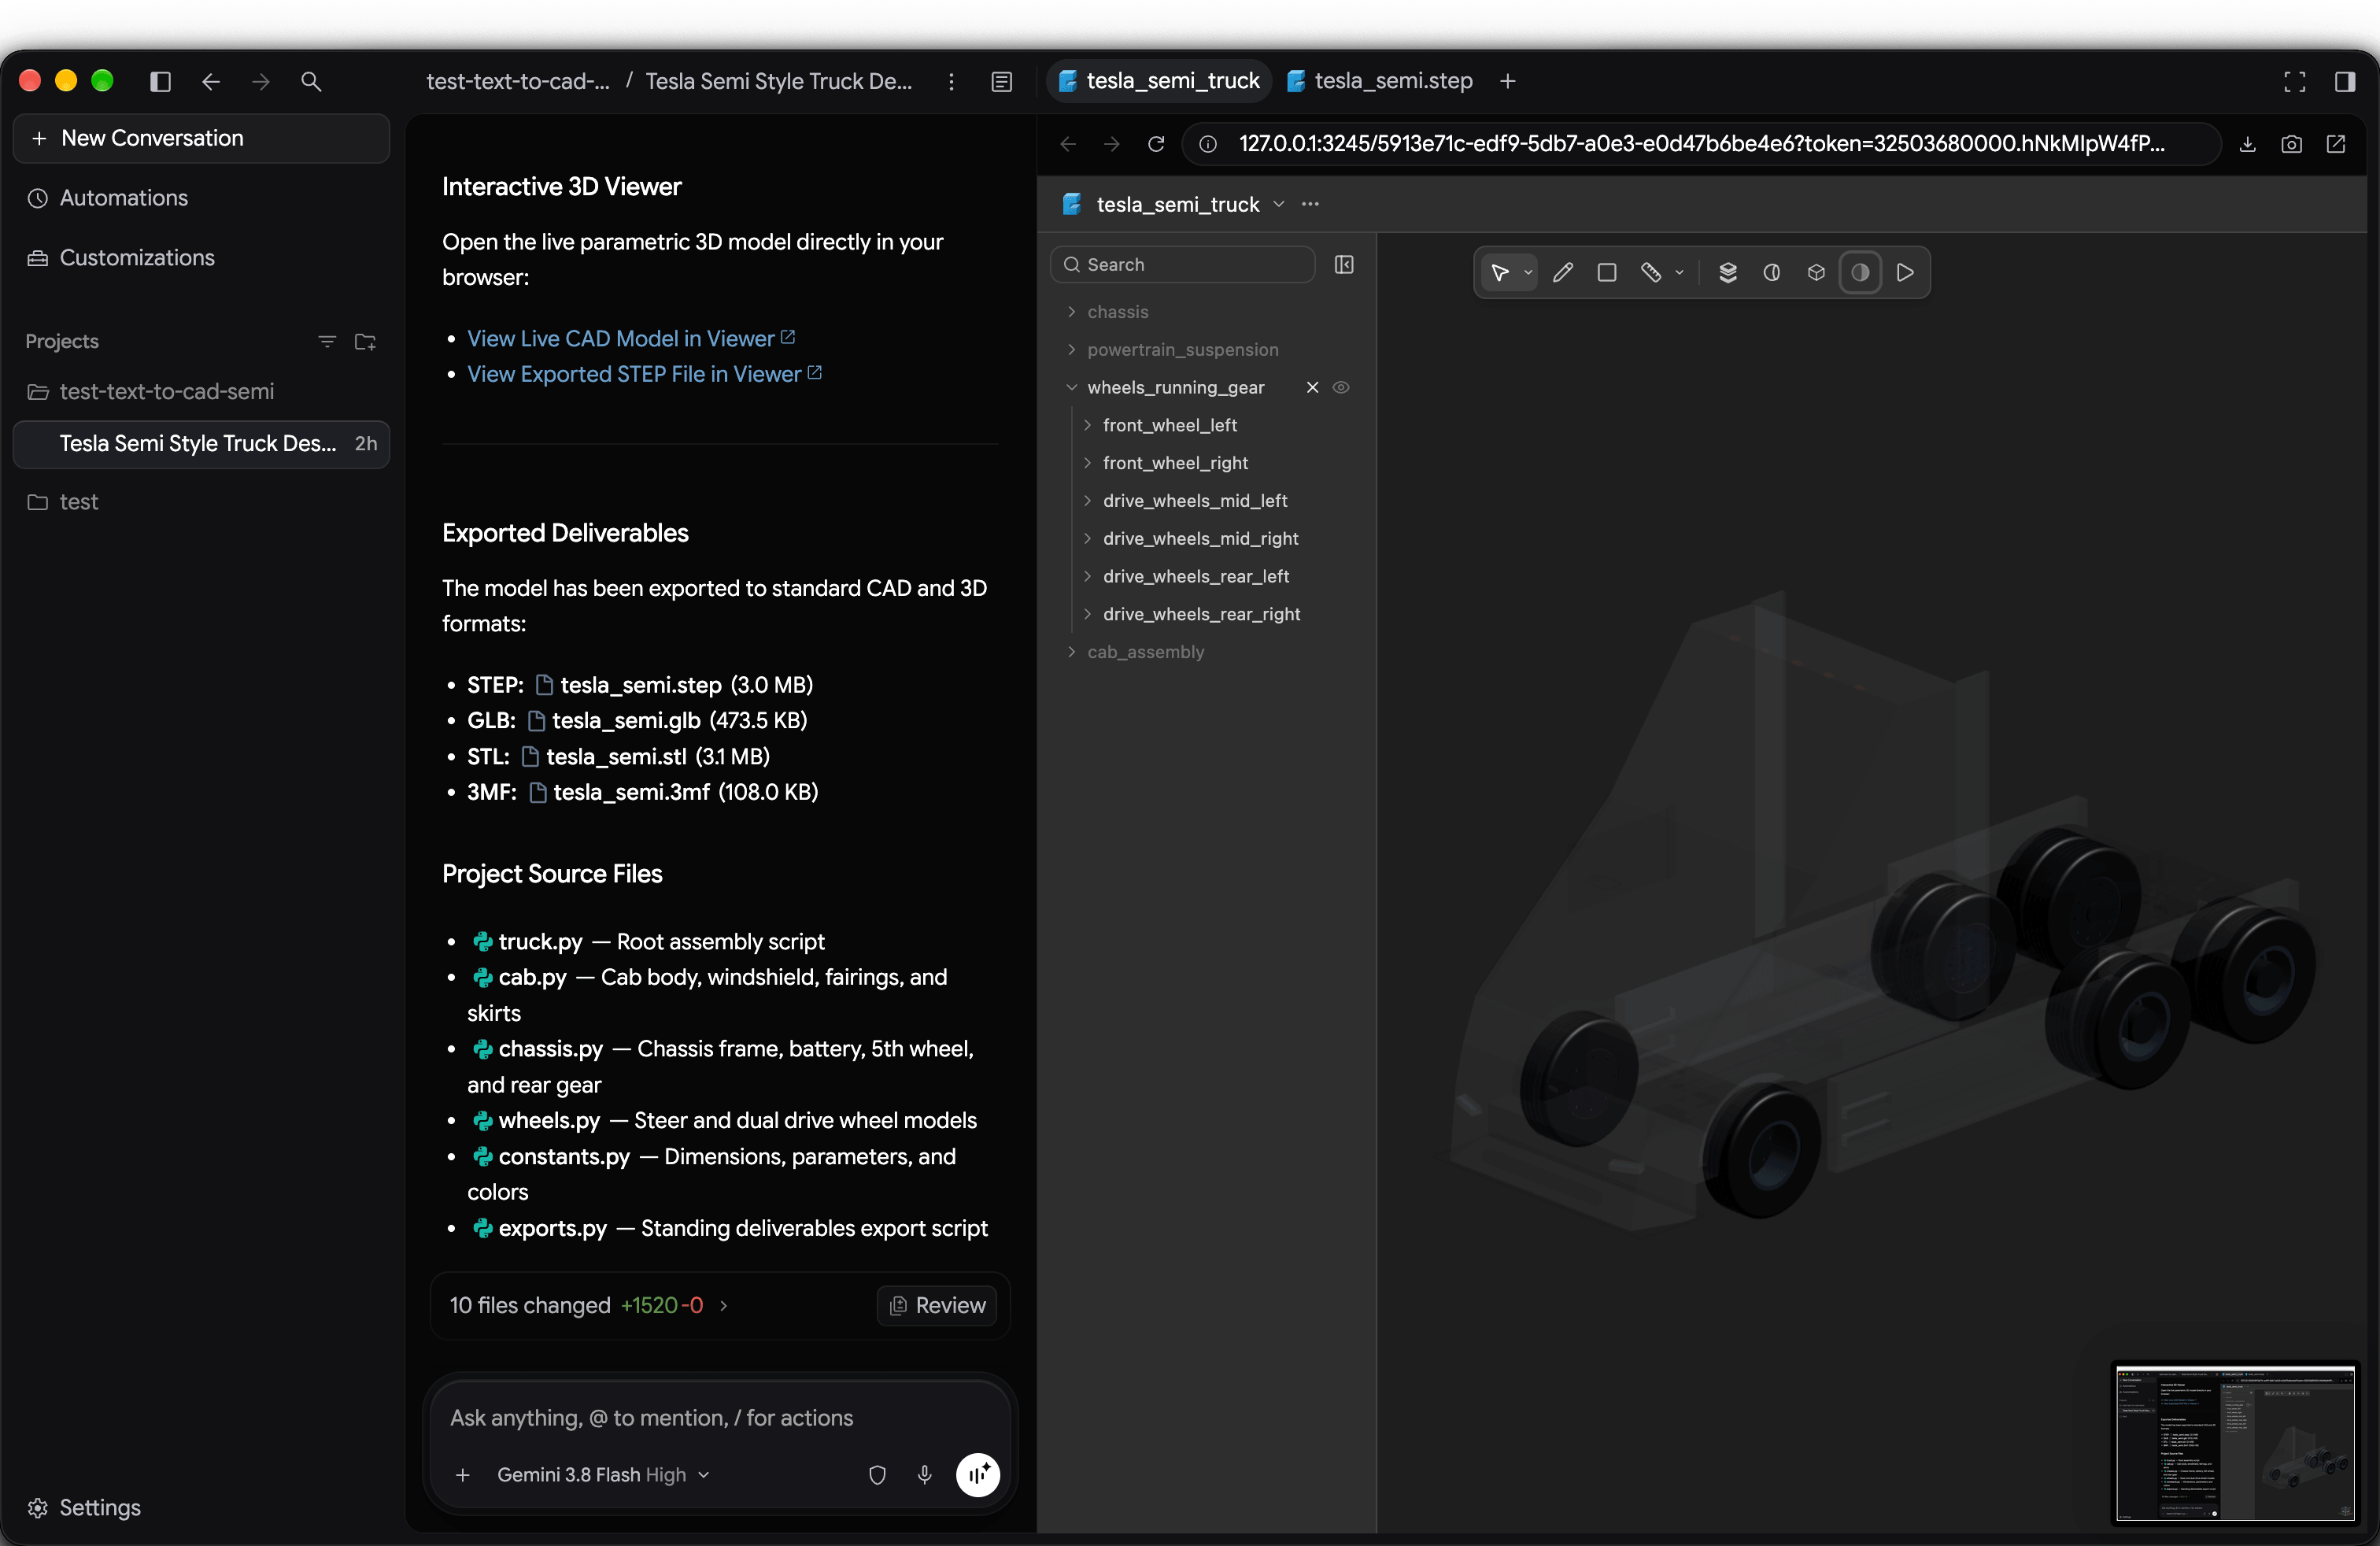 test-text-to-cad-... / Tesla Semi Style Truck De...
tesla_semi_truck
tesla_semi.step
New Conversation
Automations
Customizations
Projects
test-text-to-cad-semi
Tesla Semi Style Truck Des... 2h
test
Settings
Interactive 3D Viewer
Open the live parametric 3D model directly in your
browser:
• View Live CAD Model in Viewer
• View Exported STEP File in Viewer
Exported Deliverables
The model has been exported to standard CAD and 3D
formats:
• STEP: tesla_semi.step (3.0 MB)
• GLB: tesla_semi.glb (473.5 KB)
• STL: tesla_semi.stl (3.1 MB)
• 3MF: tesla_semi.3mf (108.0 KB)
Project Source Files
• truck.py — Root assembly script
• cab.py — Cab body, windshield, fairings, and
skirts
• chassis.py — Chassis frame, battery, 5th wheel,
and rear gear
• wheels.py — Steer and dual drive wheel models
• constants.py — Dimensions, parameters, and
colors
• exports.py — Standing deliverables export script
10 files changed +1520 -0
Review
Ask anything, @ to mention, / for actions
Gemini 3.8 Flash High
127.0.0.1:3245/5913e71c-edf9-5db7-a0e3-e0d47b6be4e6?token=32503680000.hNkMIpW4fP...
tesla_semi_truck
Search
chassis
powertrain_suspension
wheels_running_gear
front_wheel_left
front_wheel_right
drive_wheels_mid_left
drive_wheels_mid_right
drive_wheels_rear_left
drive_wheels_rear_right
cab_assembly